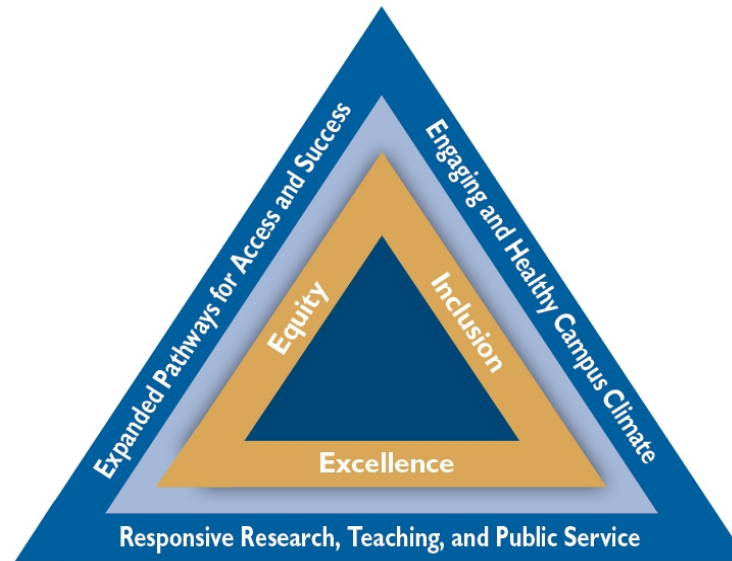 Expanded Pathways for Access and Success
Engaging and Healthy Campus Climate
Equity
Inclusion
Excellence
Responsive Research, Teaching, and Public Service